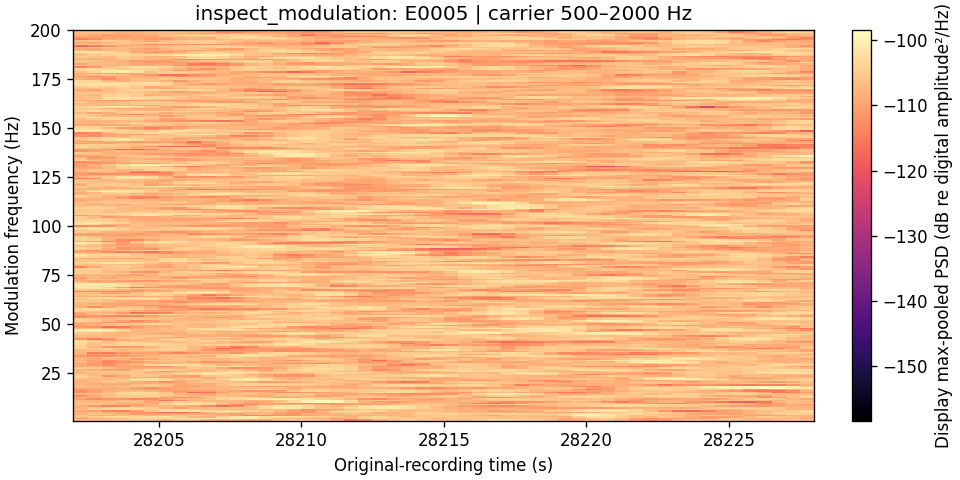 inspect_modulation: E0005 | carrier 500–2000 Hz
200
175
150
125
100
75
50
25
Modulation frequency (Hz)
28205 28210 28215 28220 28225
Original-recording time (s)
−100
−110
−120
−130
−140
−150
Display max-pooled PSD (dB re digital amplitude²/Hz)